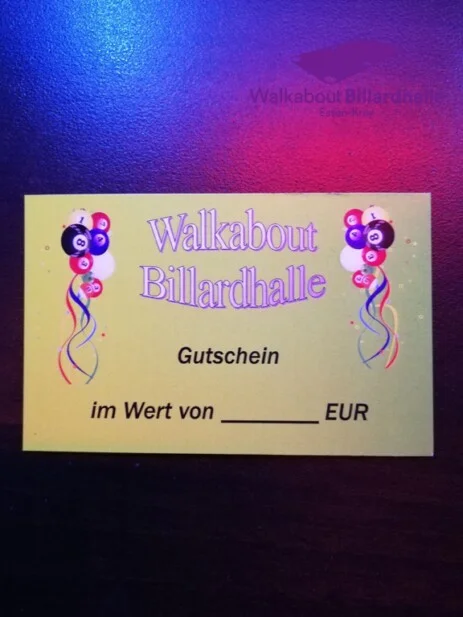 Walkabout Billardhalle
Walkabout
Billardhalle
Gutschein
im Wert von ________ EUR